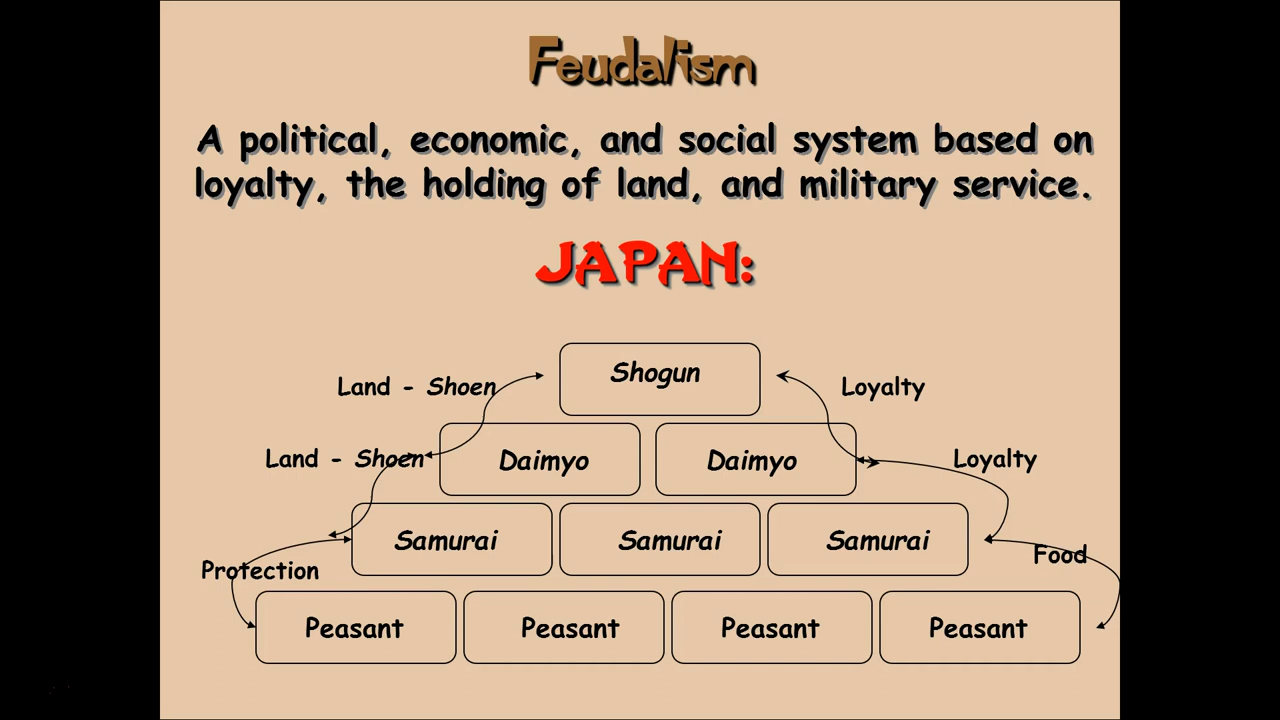 Feudalism
A political, economic, and social system based on
loyalty, the holding of land, and military service.
JAPAN:
Shogun
Land - Shoen
Loyalty
Land - Shoen
Daimyo
Daimyo
Loyalty
Samurai
Samurai
Samurai
Protection
Food
Peasant
Peasant
Peasant
Peasant